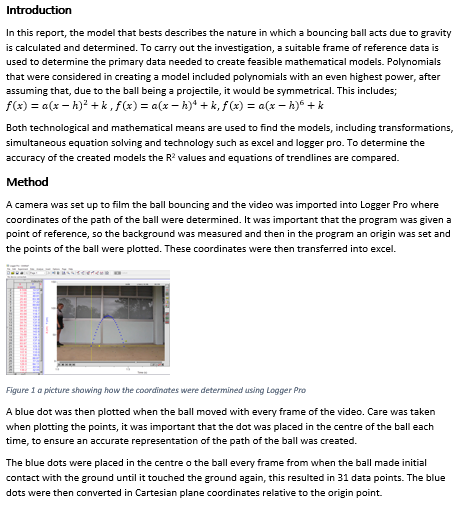 Introduction
In this report, the model that bests describes the nature in which a bouncing ball acts due to gravity
is calculated and determined. To carry out the investigation, a suitable frame of reference data is
used to determine the primary data needed to create feasible mathematical models. Polynomials
that were considered in creating a model included polynomials with an even highest power, after
assuming that, due to the ball being a projectile, it would be symmetrical. This includes;
f(x) = a(x − h)² + k , f(x) = a(x − h)⁴ + k, f(x) = a(x − h)⁶ + k
Both technological and mathematical means are used to find the models, including transformations,
simultaneous equation solving and technology such as excel and logger pro. To determine the
accuracy of the created models the R² values and equations of trendlines are compared.
Method
A camera was set up to film the ball bouncing and the video was imported into Logger Pro where
coordinates of the path of the ball were determined. It was important that the program was given a
point of reference, so the background was measured and then in the program an origin was set and
the points of the ball were plotted. These coordinates were then transferred into excel.
Figure 1 a picture showing how the coordinates were determined using Logger Pro
A blue dot was then plotted when the ball moved with every frame of the video. Care was taken
when plotting the points, it was important that the dot was placed in the centre of the ball each
time, to ensure an accurate representation of the path of the ball was created.
The blue dots were placed in the centre o the ball every frame from when the ball made initial
contact with the ground until it touched the ground again, this resulted in 31 data points. The blue
dots were then converted in Cartesian plane coordinates relative to the origin point.